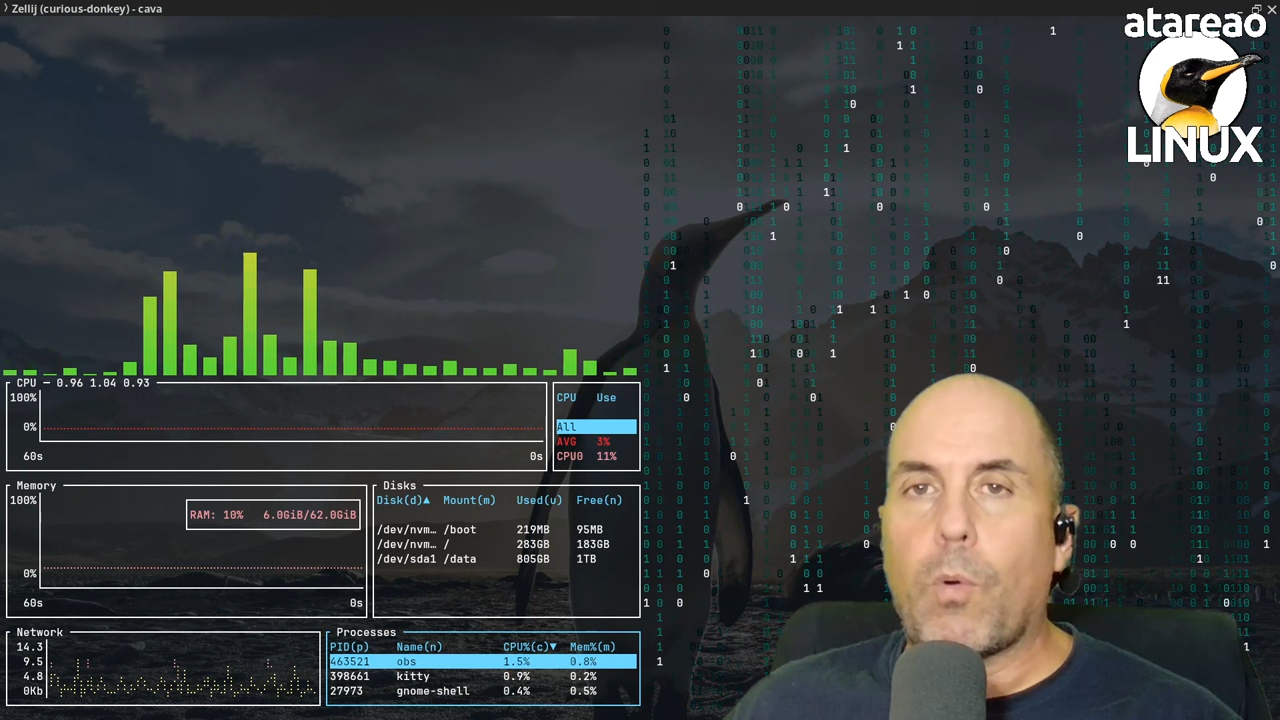 〉Zellij (curious-donkey) - cava
atareao
LINUX
CPU — 0.96 1.04 0.93
100%
0%
60s 0s
CPU Use
All
AVG 3%
CPU0 11%
Memory
100%
RAM: 10% 6.0GiB/62.0GiB
0%
60s 0s
Disks
Disk(d)▲ Mount(m) Used(u) Free(n)
/dev/nvm… /boot 219MB 95MB
/dev/nvm… / 283GB 183GB
/dev/sda1 /data 805GB 1TB
Network
14.3
9.5
4.8
0Kb
Processes
PID(p) Name(n) CPU%(c)▼ Mem%(m)
463521 obs 1.5% 0.8%
398661 kitty 0.9% 0.2%
27973 gnome-shell 0.4% 0.5%